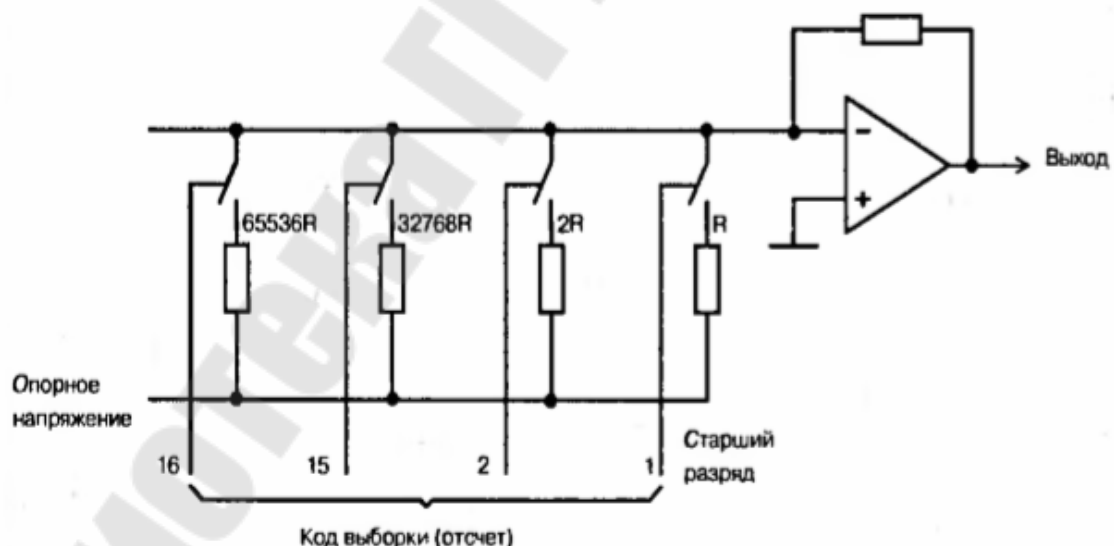 Выход
65536R
32768R
2R
R
Опорное
напряжение
Старший
разряд
16
15
2
1
Код выборки (отсчет)